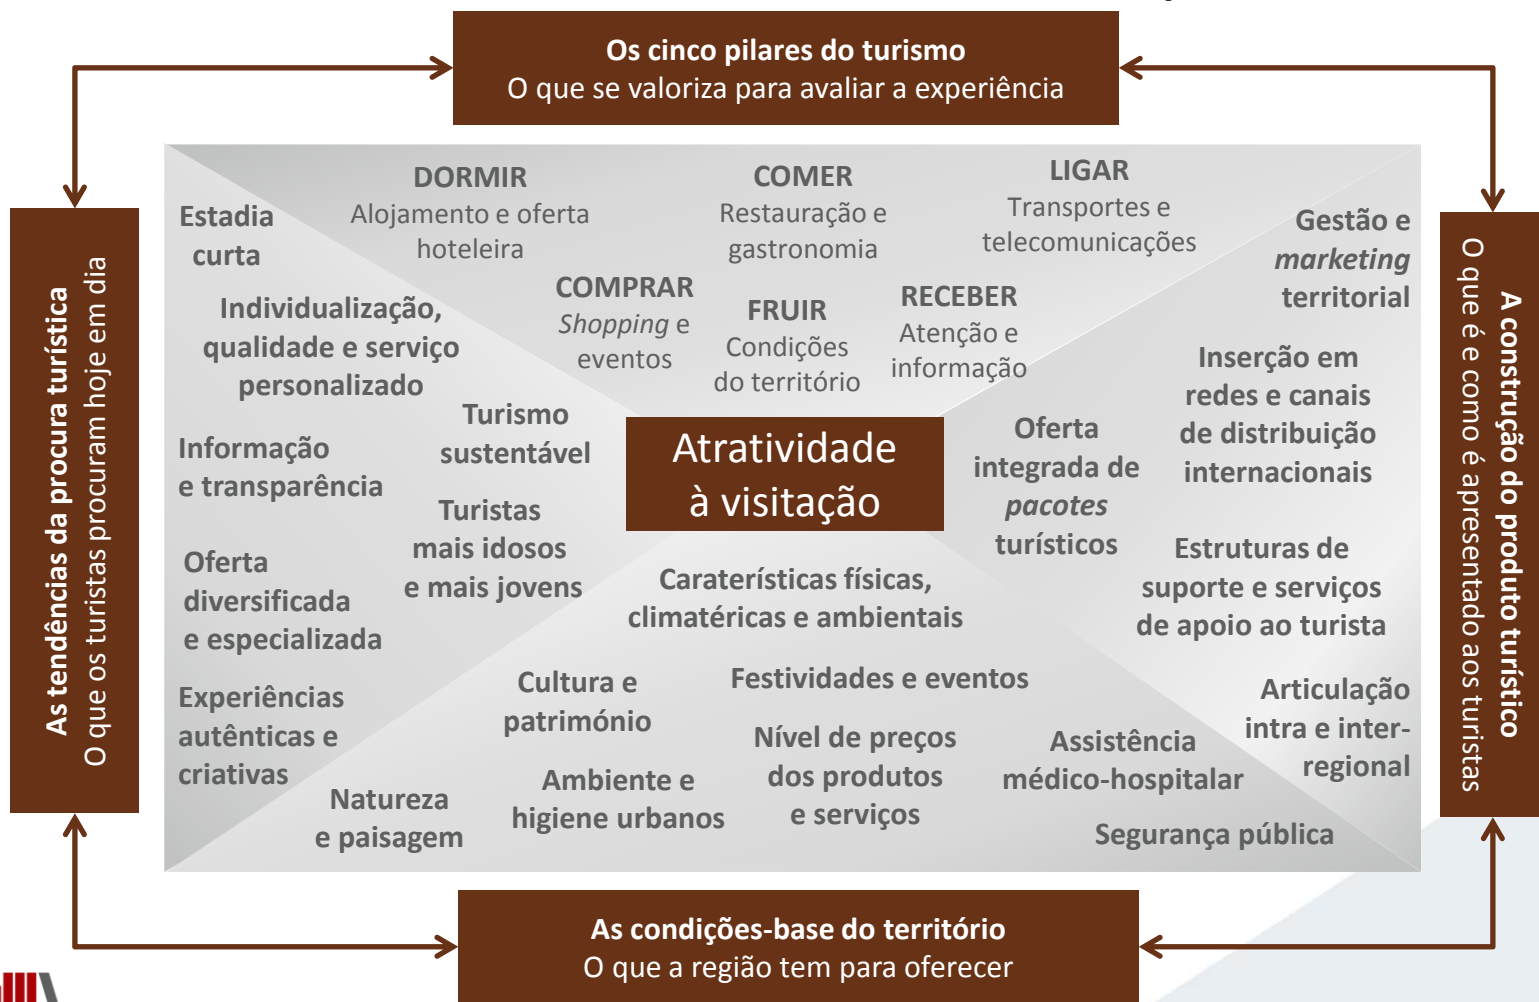 Os cinco pilares do turismo
O que se valoriza para avaliar a experiência
As tendências da procura turística
O que os turistas procuram hoje em dia
DORMIR
Alojamento e oferta
hoteleira
COMER
Restauração e
gastronomia
LIGAR
Transportes e
telecomunicações
COMPRAR
Shopping e
eventos
FRUIR
Condições
do território
RECEBER
Atenção e
informação
Estadia
curta
Individualização,
qualidade e serviço
personalizado
Turismo
sustentável
Informação
e transparência
Turistas
mais idosos
e mais jovens
Oferta
diversificada
e especializada
Experiências
autênticas e
criativas
Atratividade
à visitação
Gestão e
marketing
territorial
Inserção em
redes e canais
de distribuição
internacionais
Oferta
integrada de
pacotes
turísticos
Estruturas de
suporte e serviços
de apoio ao turista
Articulação
intra e inter-
regional
Caraterísticas físicas,
climatéricas e ambientais
Cultura e
património
Festividades e eventos
Natureza
e paisagem
Ambiente e
higiene urbanos
Nível de preços
dos produtos
e serviços
Assistência
médico-hospitalar
Segurança pública
A construção do produto turístico
O que é e como é apresentado aos turistas
As condições-base do território
O que a região tem para oferecer